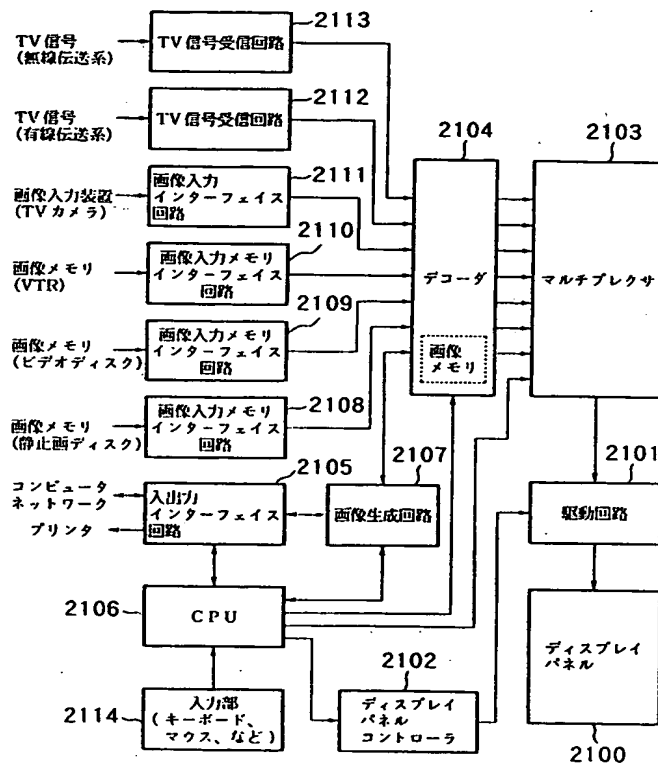 TV信号
(無線伝送系)
TV信号受信回路
2113
TV信号
(有線伝送系)
TV信号受信回路
2112
画像入力装置
(TVカメラ)
画像入力
インターフェイス
回路
2111
画像メモリ
(VTR)
画像入力メモリ
インターフェイス
回路
2110
画像メモリ
(ビデオディスク)
画像入力メモリ
インターフェイス
回路
2109
画像メモリ
(静止画ディスク)
画像入力メモリ
インターフェイス
回路
2108
2104
デコーダ
画像
メモリ
2103
マルチプレクサ
コンピュータ
ネットワーク
プリンタ
2105
入出力
インターフェイス
回路
2107
画像生成回路
2101
駆動回路
2106
CPU
2114
入力部
(キーボード、
マウス、など)
2102
ディスプレイ
パネル
コントローラ
ディスプレイ
パネル
2100